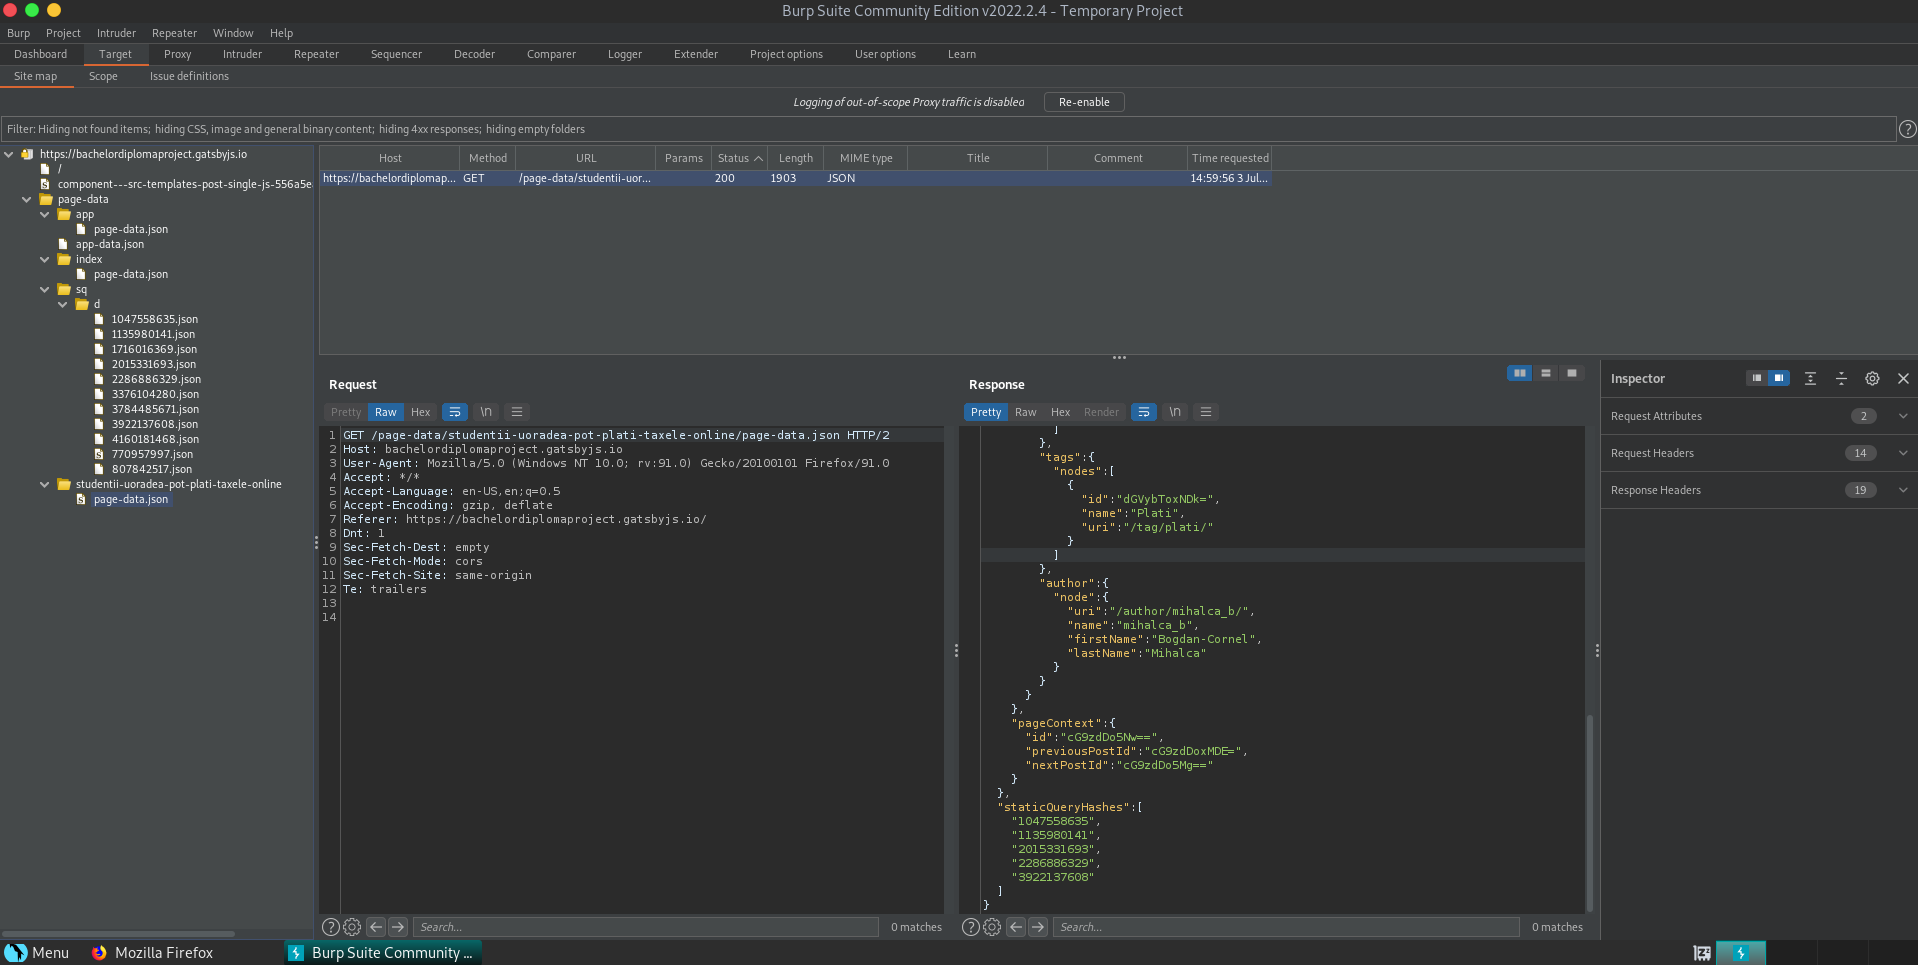 Burp Suite Community Edition v2022.2.4 - Temporary Project
Burp Project Intruder Repeater Window Help
Dashboard Target Proxy Intruder Repeater Sequencer Decoder Comparer Logger Extender Project options User options Learn
Site map Scope Issue definitions
Logging of out-of-scope Proxy traffic is disabled Re-enable
Filter: Hiding not found items; hiding CSS, image and general binary content; hiding 4xx responses; hiding empty folders
https://bachelordiplomaproject.gatsbyjs.io
/
component---src-templates-post-single-js-556a5e
page-data
app
page-data.json
app-data.json
index
page-data.json
sq
d
1047558635.json
1135980141.json
1716016369.json
2015331693.json
2286886329.json
3376104280.json
3784485671.json
3922137608.json
4160181468.json
770957997.json
807842517.json
studentii-uoradea-pot-plati-taxele-online
page-data.json
Host Method URL Params Status Length MIME type Title Comment Time requested
https://bachelordiplomap... GET /page-data/studentii-uor... 200 1903 JSON 14:59:56 3 Jul...
Request
Pretty Raw Hex \n
1 GET /page-data/studentii-uoradea-pot-plati-taxele-online/page-data.json HTTP/2
2 Host: bachelordiplomaproject.gatsbyjs.io
3 User-Agent: Mozilla/5.0 (Windows NT 10.0; rv:91.0) Gecko/20100101 Firefox/91.0
4 Accept: */*
5 Accept-Language: en-US,en;q=0.5
6 Accept-Encoding: gzip, deflate
7 Referer: https://bachelordiplomaproject.gatsbyjs.io/
8 Dnt: 1
9 Sec-Fetch-Dest: empty
10 Sec-Fetch-Mode: cors
11 Sec-Fetch-Site: same-origin
12 Te: trailers
13
14
Search... 0 matches
Response
Pretty Raw Hex Render \n
]
},
"tags":{
"nodes":[
{
"id":"dGVybToxNDk=",
"name":"Plati",
"uri":"/tag/plati/"
}
]
},
"author":{
"node":{
"uri":"/author/mihalca_b/",
"name":"mihalca_b",
"firstName":"Bogdan-Cornel",
"lastName":"Mihalca"
}
}
}
},
"pageContext":{
"id":"cG9zdDo5Nw==",
"previousPostId":"cG9zdDoxMDE=",
"nextPostId":"cG9zdDo5Mg=="
}
},
"staticQueryHashes":[
"1047558635",
"1135980141",
"2015331693",
"2286886329",
"3922137608"
]
}
Search... 0 matches
Inspector
Request Attributes 2
Request Headers 14
Response Headers 19
Menu Mozilla Firefox Burp Suite Community ...